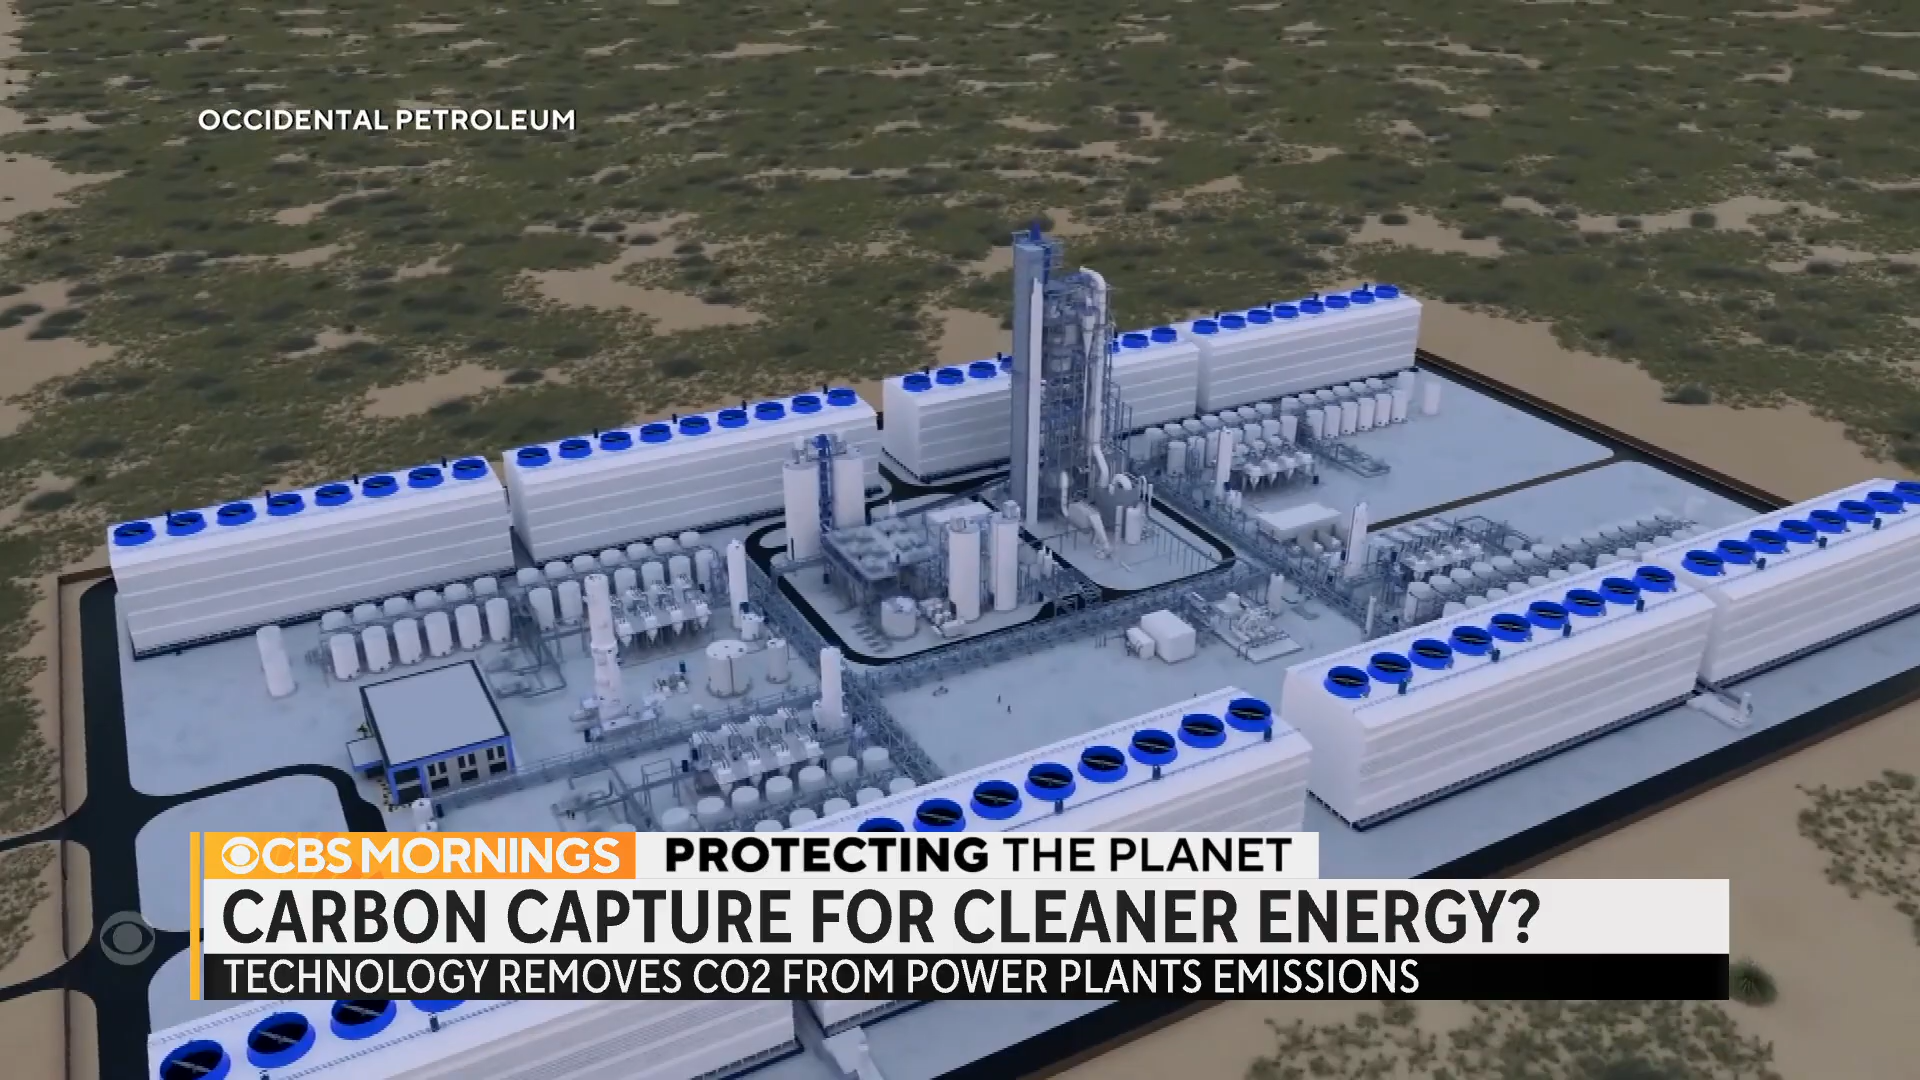 OCCIDENTAL PETROLEUM
CBS MORNINGS PROTECTING THE PLANET
CARBON CAPTURE FOR CLEANER ENERGY?
TECHNOLOGY REMOVES CO2 FROM POWER PLANTS EMISSIONS